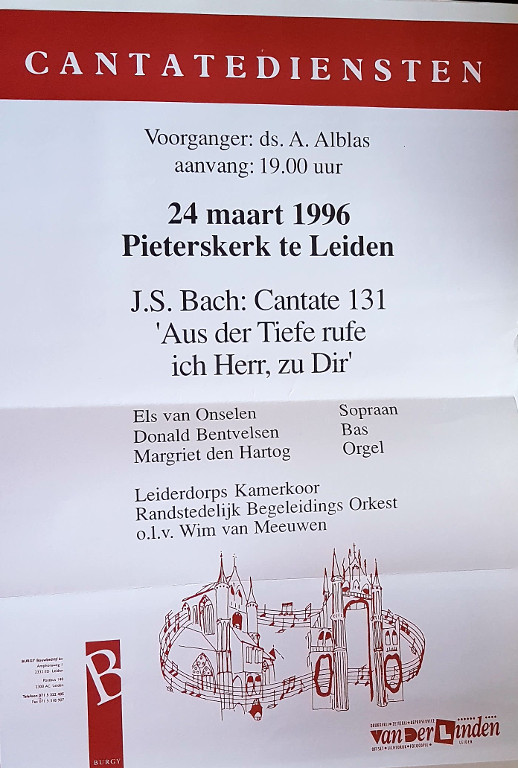 CANTATEDIENSTEN
Voorganger: ds. A. Alblas
aanvang: 19.00 uur
24 maart 1996
Pieterskerk te Leiden
J.S. Bach: Cantate 131
'Aus der Tiefe rufe
ich Herr, zu Dir'
Els van Onselen Sopraan
Donald Bentvelsen Bas
Margriet den Hartog Orgel
Leiderdorps Kamerkoor
Randstedelijk Begeleidings Orkest
o.l.v. Wim van Meeuwen
B
BURGY
van Der Linden
LEIDEN